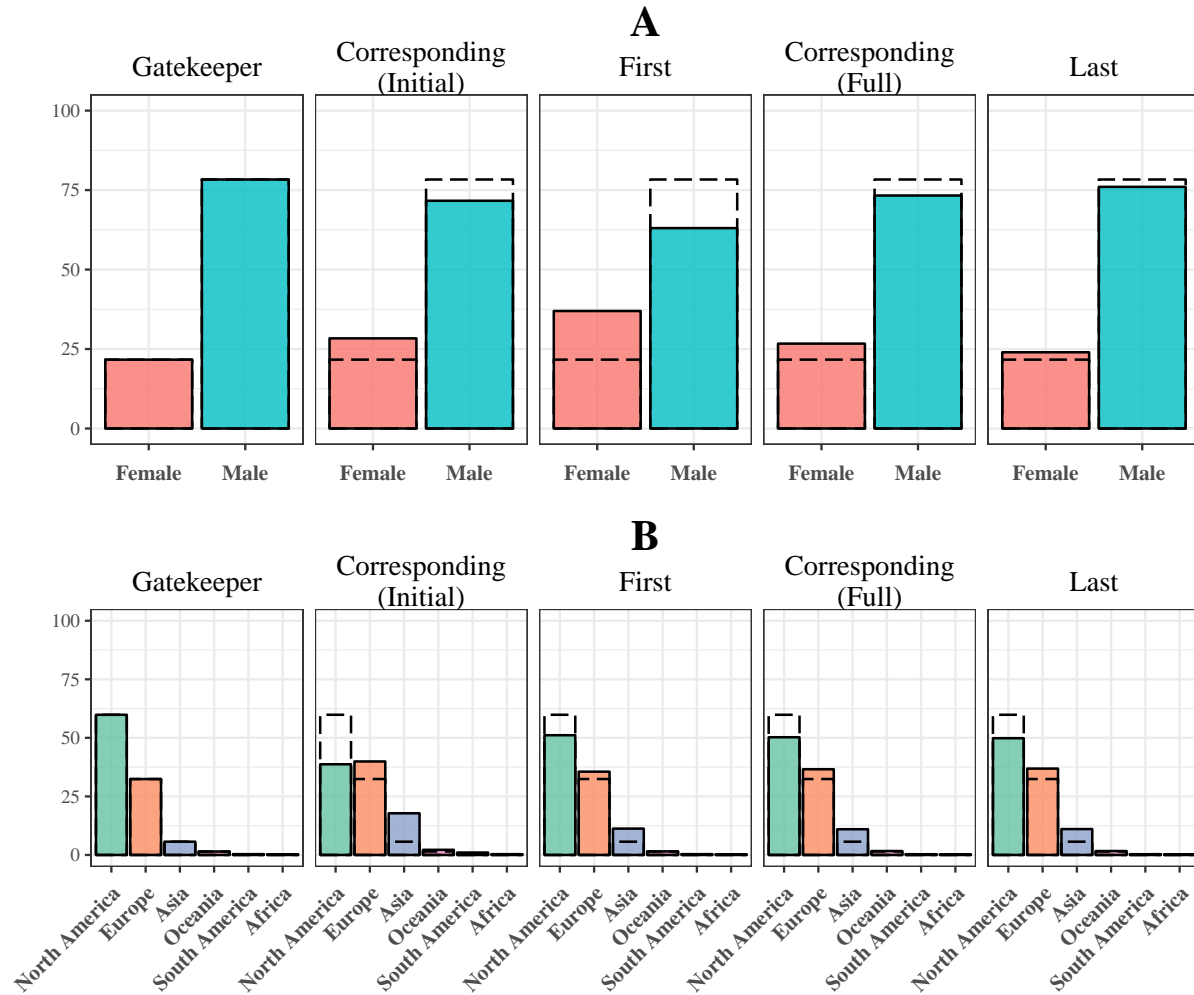 A
Gatekeeper
Corresponding
(Initial)
First
Corresponding
(Full)
Last
100
75
50
25
0
Female Male Female Male Female Male Female Male Female Male
B
Gatekeeper
Corresponding
(Initial)
First
Corresponding
(Full)
Last
100
75
50
25
0
North America Europe Asia Oceania South America Africa
North America Europe Asia Oceania South America Africa
North America Europe Asia Oceania South America Africa
North America Europe Asia Oceania South America Africa
North America Europe Asia Oceania South America Africa